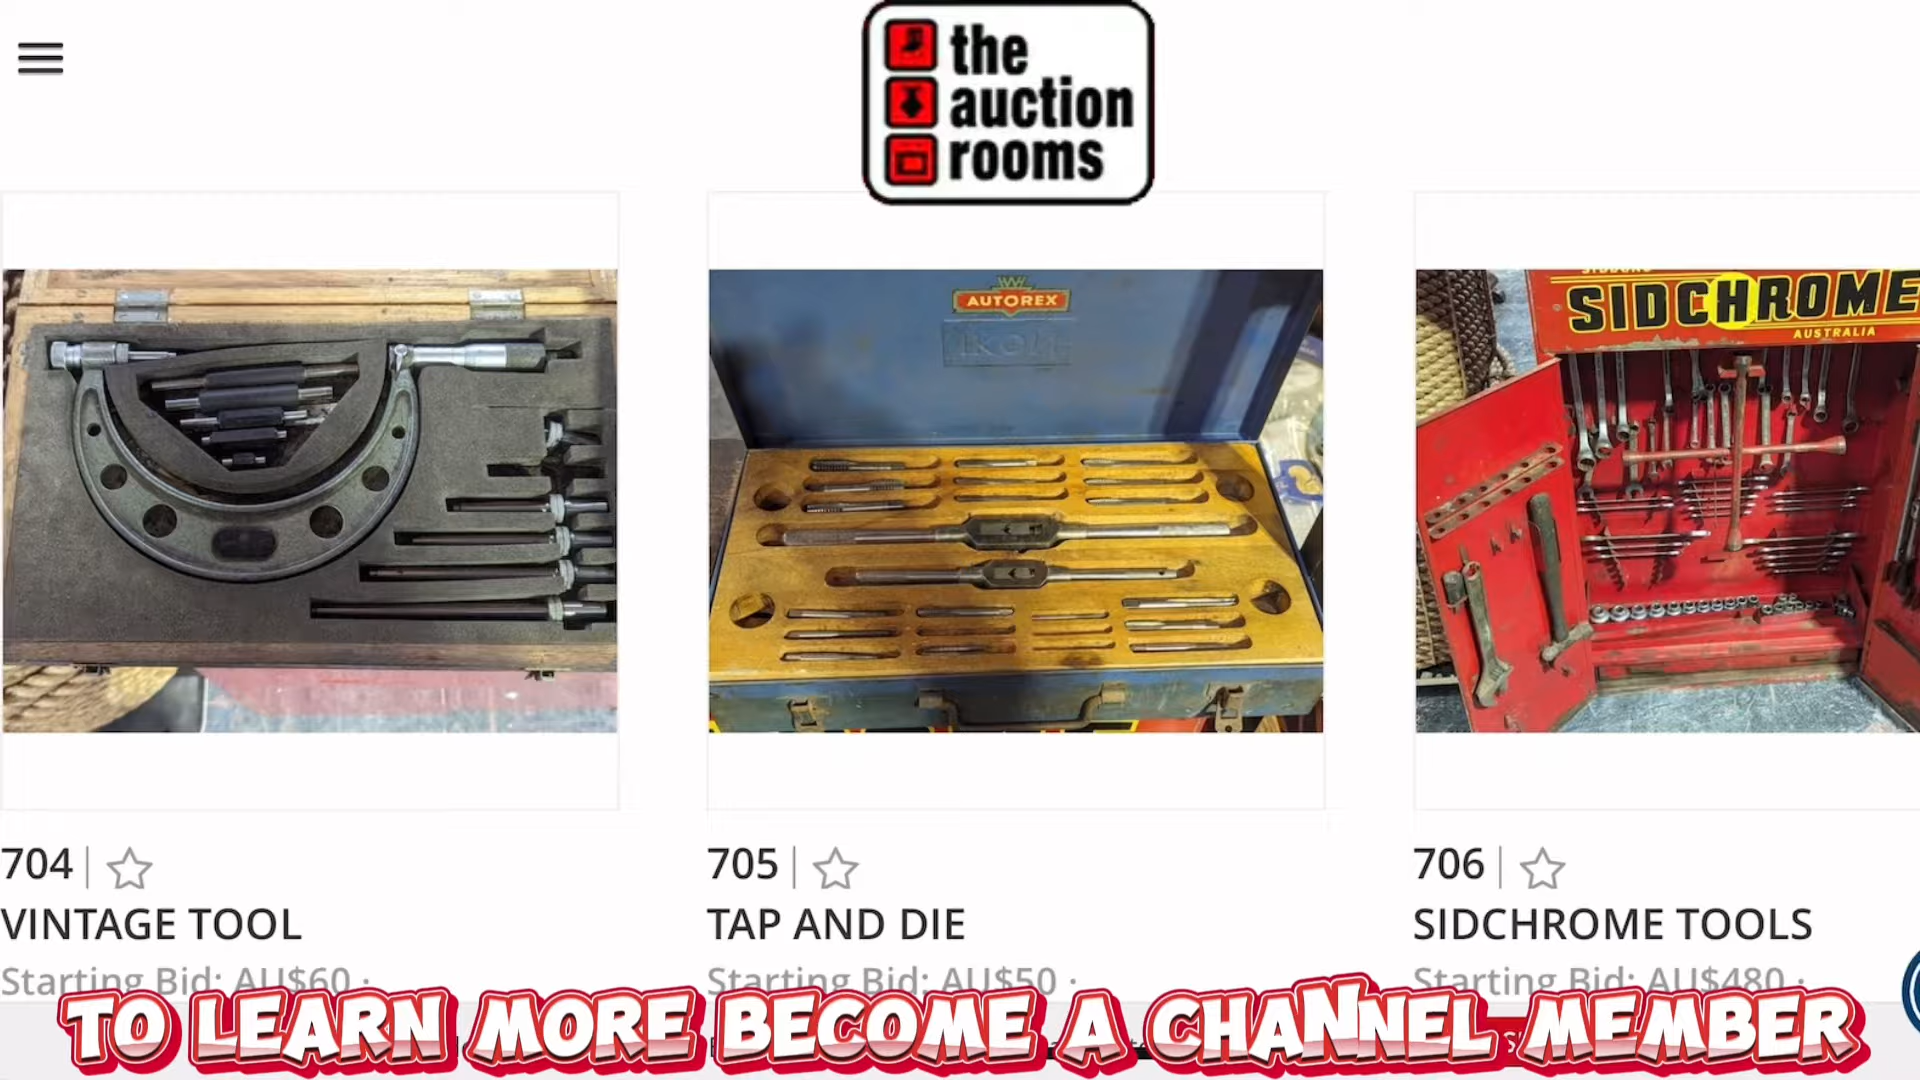 the
auction
rooms
AUTOREX
SIDCHROME
AUSTRALIA
704
VINTAGE TOOL
Starting Bid: AU$60 ·
705
TAP AND DIE
Starting Bid: AU$50 ·
706
SIDCHROME TOOLS
Starting Bid: AU$480 ·
TO LEARN MORE BECOME A CHANNEL MEMBER